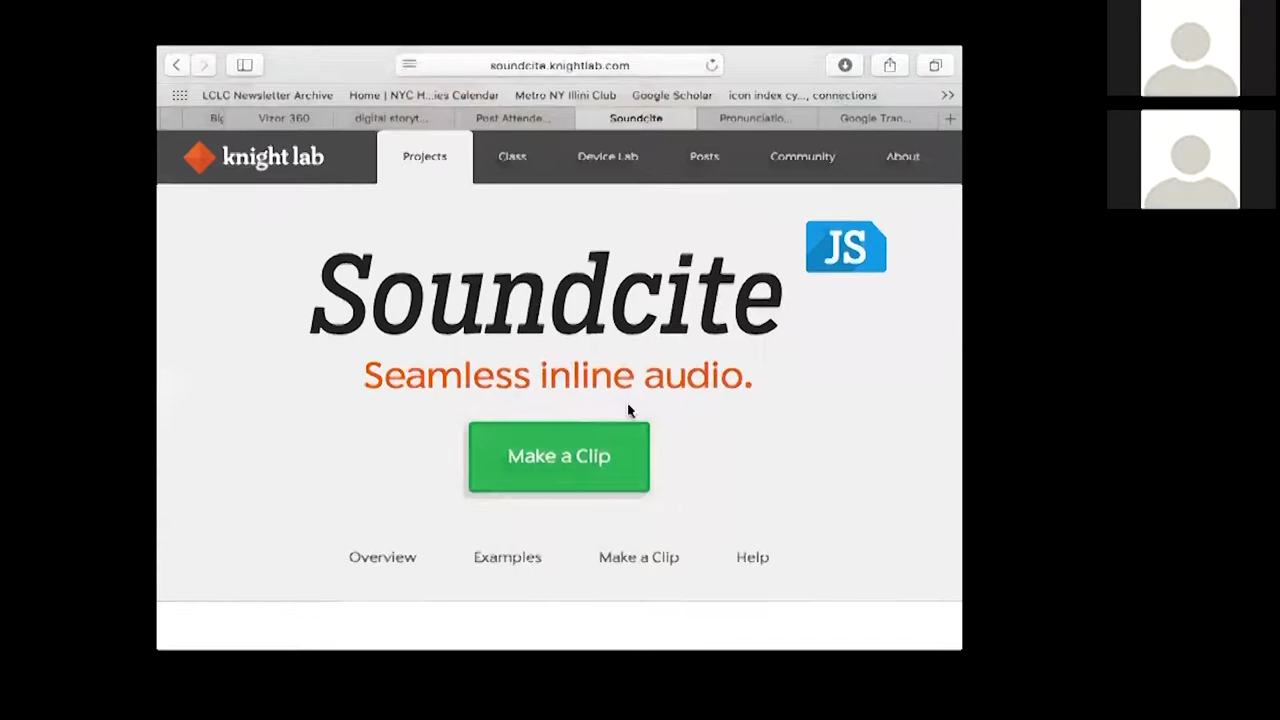 soundcite.knightlab.com
LCLC Newsletter Archive Home | NYC H...ies Calendar Metro NY Illini Club Google Scholar icon index cy..., connections >>
Big Vizor 360 digital storyt... Post Attende... Soundcite Pronunciatio... Google Tran... +
knight lab Projects Class Device Lab Posts Community About
JS
Soundcite
Seamless inline audio.
Make a Clip
Overview Examples Make a Clip Help